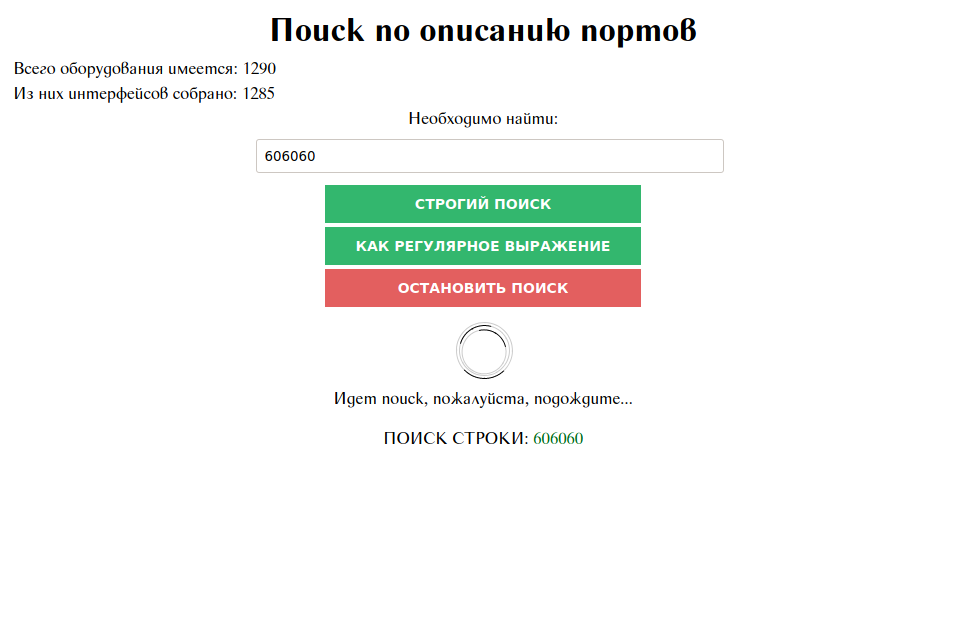 Поиск по описанию портов
Всего оборудования имеется: 1290
Из них интерфейсов собрано: 1285
Необходимо найти:
606060
СТРОГИЙ ПОИСК
КАК РЕГУЛЯРНОЕ ВЫРАЖЕНИЕ
ОСТАНОВИТЬ ПОИСК
Идет поиск, пожалуйста, подождите...
ПОИСК СТРОКИ: 606060